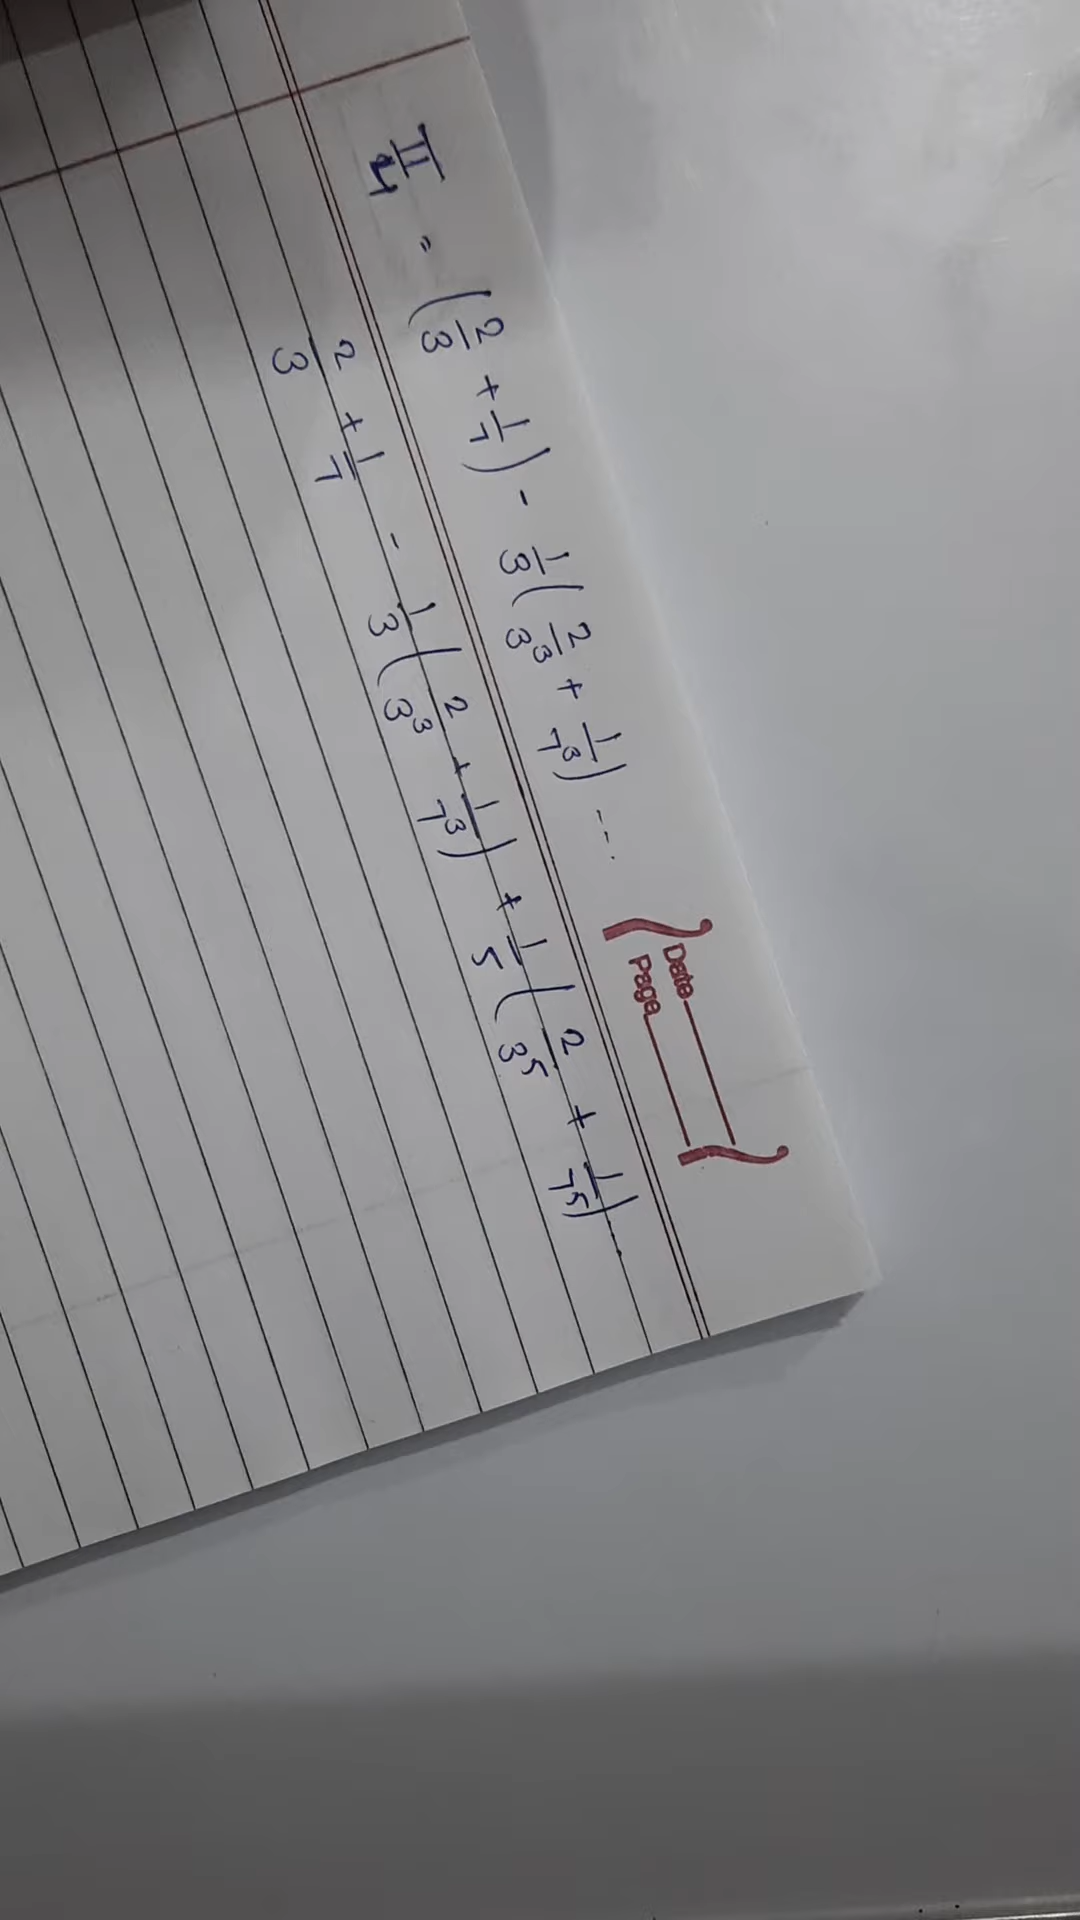 Date
Page
π/4 = (2/3 + 1/7) - 1/3(2/3³ + 1/7³) ---.
2/3 + 1/7 - 1/3(2/3³ + 1/7³) + 1/5(2/3⁵ + 1/7⁵)--.